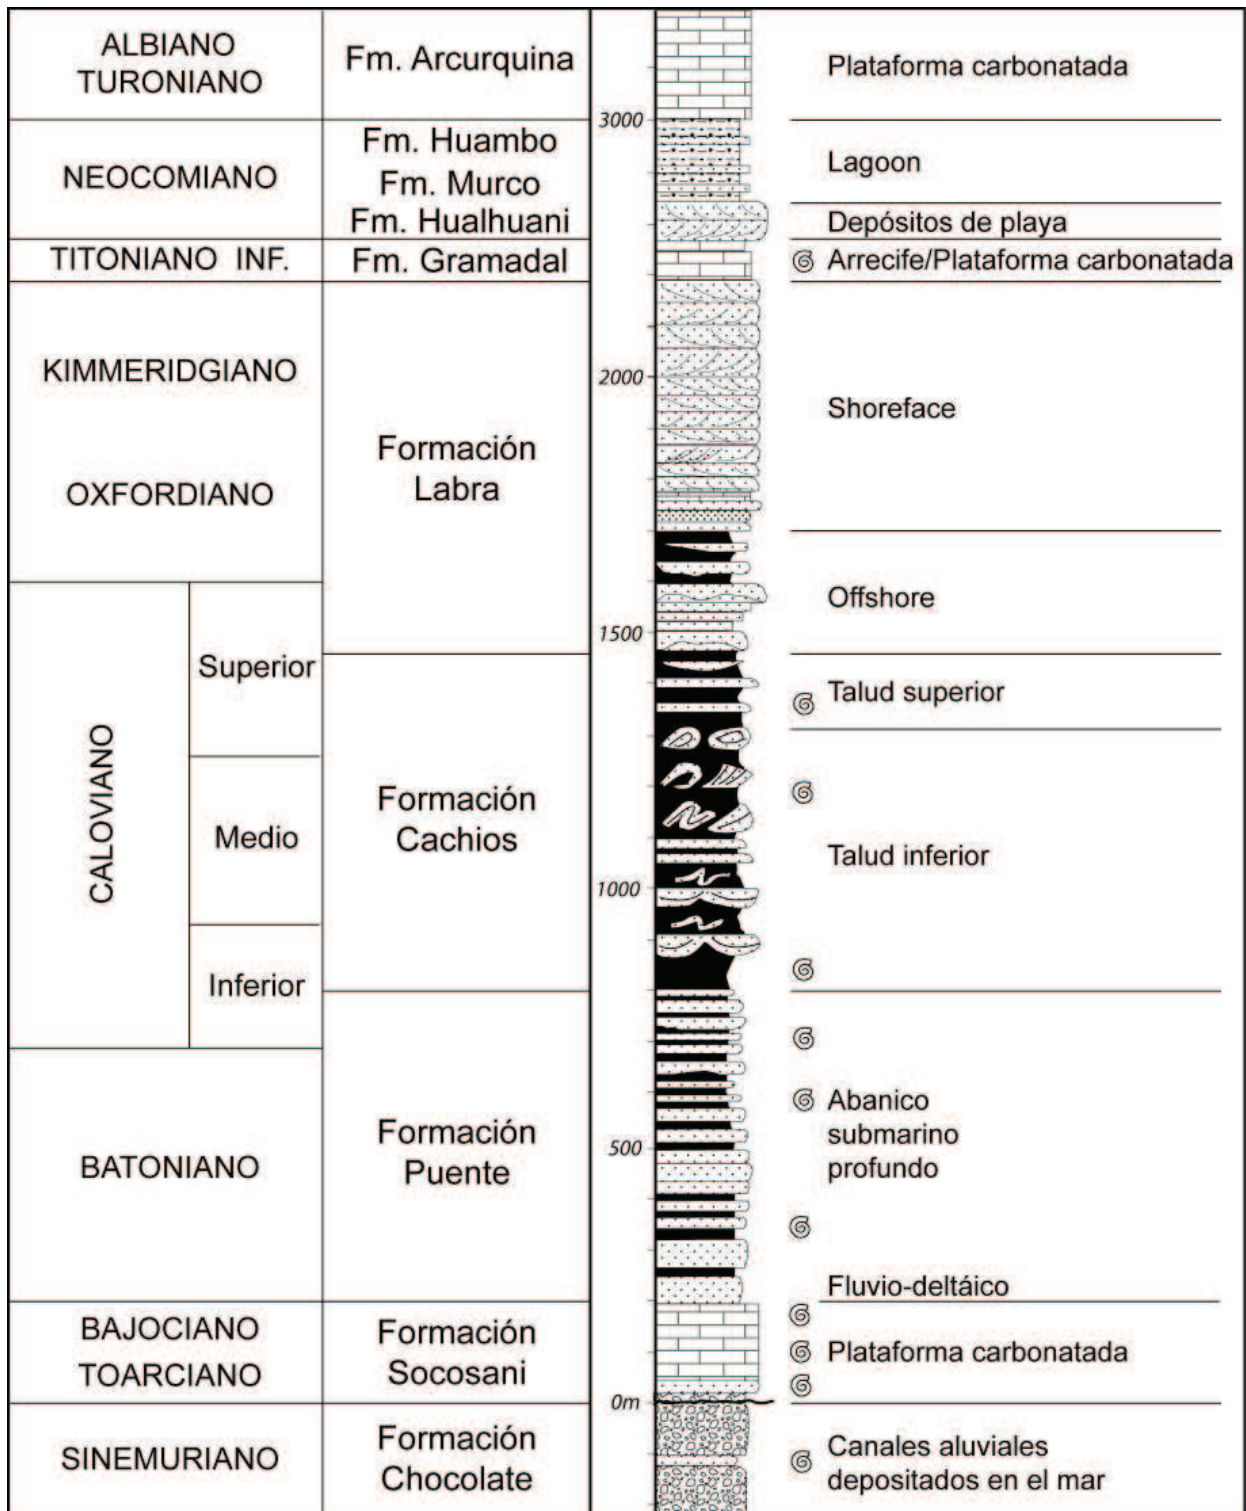 ALBIANO
TURONIANO
Fm. Arcurquina
Plataforma carbonatada
3000
NEOCOMIANO
Fm. Huambo
Fm. Murco
Fm. Hualhuani
Lagoon
Depósitos de playa
TITONIANO INF.
Fm. Gramadal
Arrecife/Plataforma carbonatada
KIMMERIDGIANO
OXFORDIANO
Formación
Labra
2000
Shoreface
Offshore
1500
CALOVIANO
Superior
Medio
Inferior
Formación
Cachios
Talud superior
Talud inferior
1000
BATONIANO
Formación
Puente
500
Abanico
submarino
profundo
Fluvio-deltáico
BAJOCIANO
TOARCIANO
Formación
Socosani
Plataforma carbonatada
0m
SINEMURIANO
Formación
Chocolate
Canales aluviales
depositados en el mar